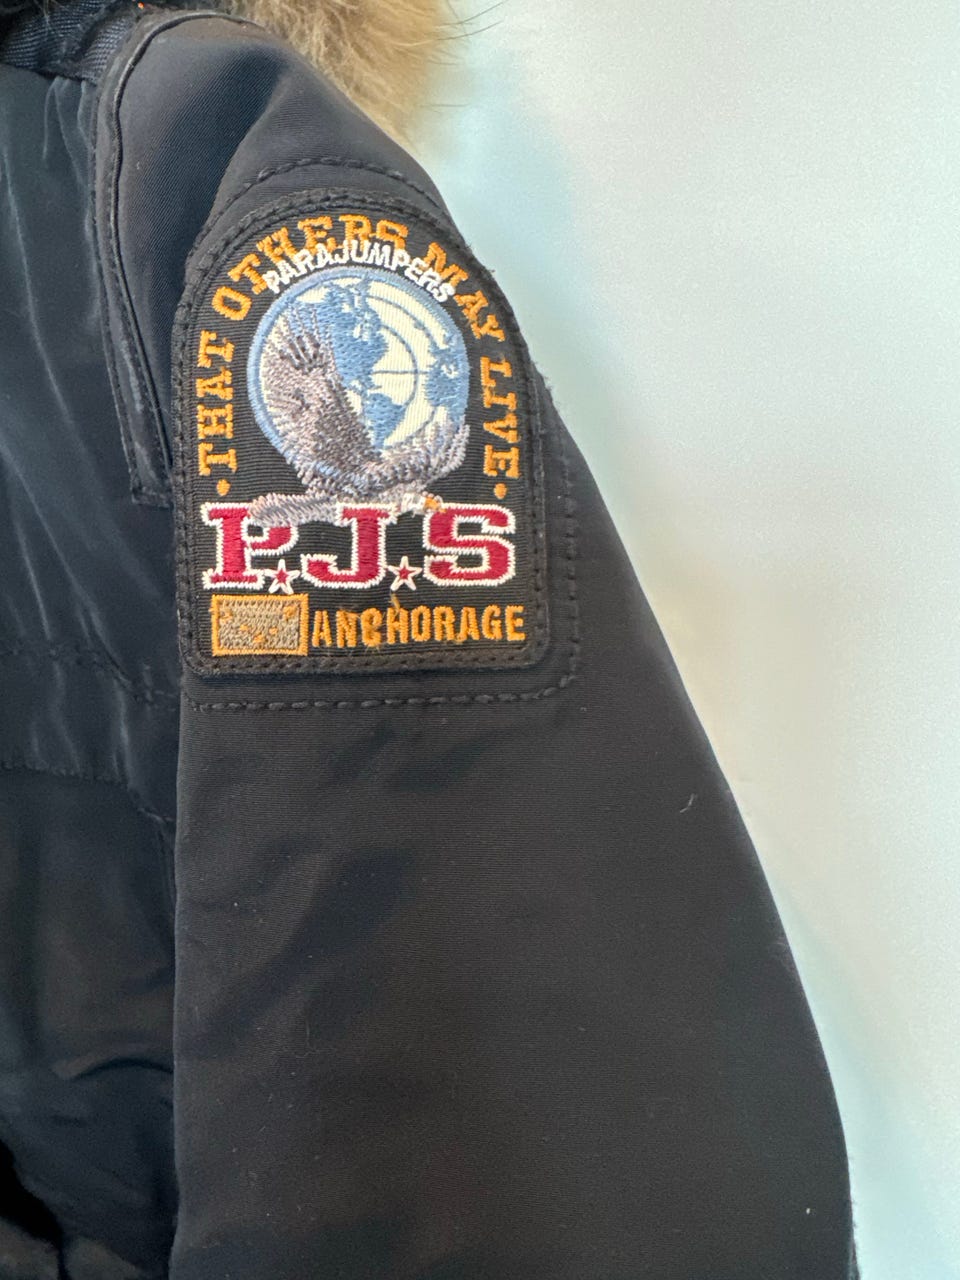 ·THAT OTHERS MAY LIVE·
PARAJUMPERS
P.J.S
ANCHORAGE